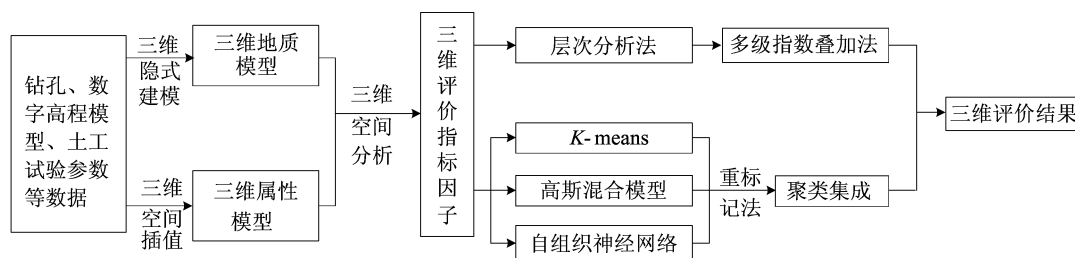 钻孔、数
字高程模
型、土工
试验参数
等数据
三维
隐式
建模
三维地质
模型
三维
空间
插值
三维属性
模型
三维
空间
分析
三维评价指标因子
层次分析法
多级指数叠加法
K-means
高斯混合模型
自组织神经网络
重标
记法
聚类集成
三维评价结果